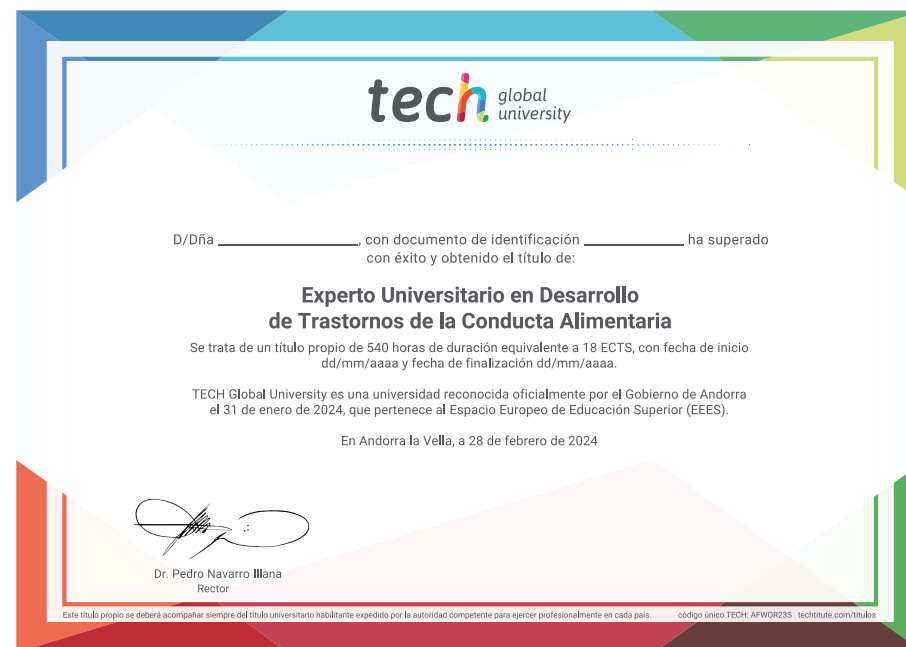 tech global university
D/Dña ____________________, con documento de identificación ______________ ha superado
con éxito y obtenido el título de:
Experto Universitario en Desarrollo
de Trastornos de la Conducta Alimentaria
Se trata de un título propio de 540 horas de duración equivalente a 18 ECTS, con fecha de inicio
dd/mm/aaaa y fecha de finalización dd/mm/aaaa.
TECH Global University es una universidad reconocida oficialmente por el Gobierno de Andorra
el 31 de enero de 2024, que pertenece al Espacio Europeo de Educación Superior (EEES).
En Andorra la Vella, a 28 de febrero de 2024
Dr. Pedro Navarro Illana
Rector
Este título propio se deberá acompañar siempre del título universitario habilitante expedido por la autoridad competente para ejercer profesionalmente en cada país. código único TECH: AFWOR23S techtitute.com/titulos